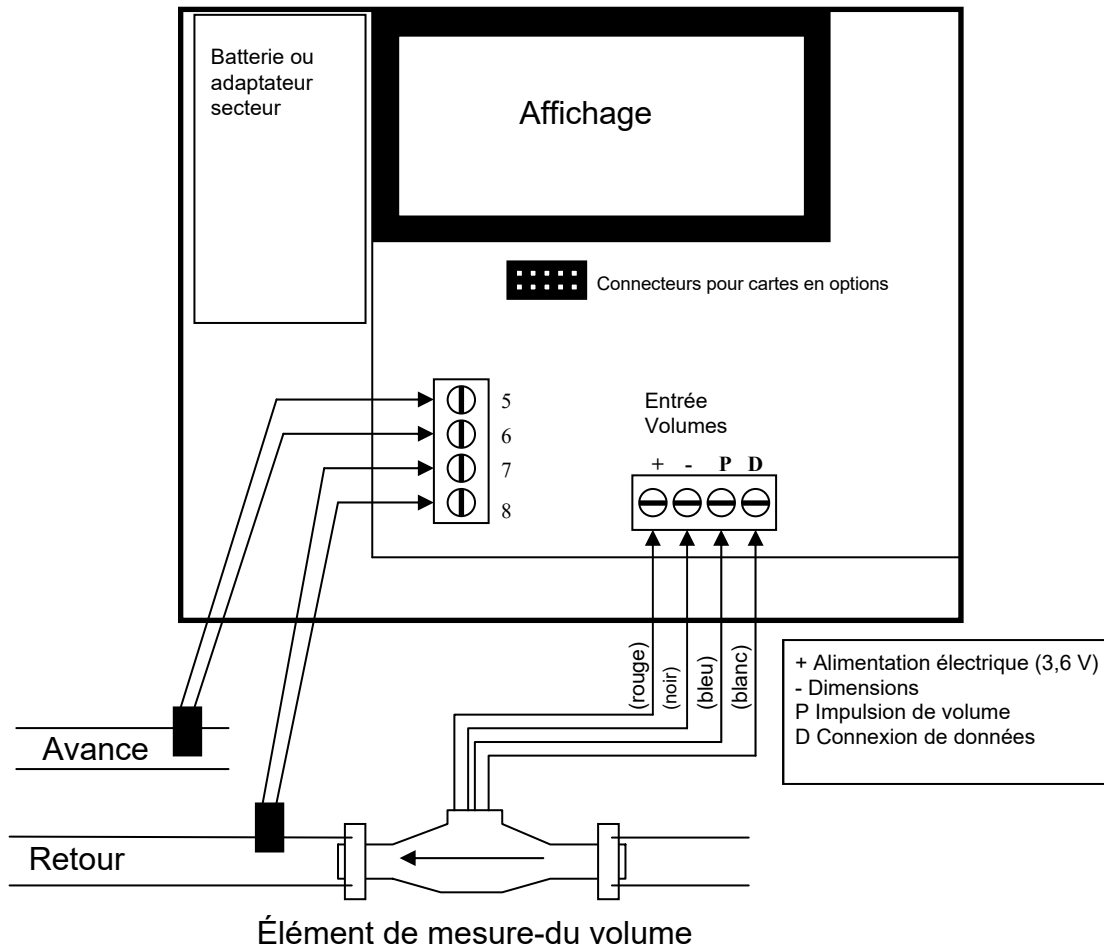 Batterie ou
adaptateur
secteur
Affichage
Connecteurs pour cartes en options
5
6
7
8
Entrée
Volumes
+ - P D
(rouge)
(noir)
(bleu)
(blanc)
+ Alimentation électrique (3,6 V)
- Dimensions
P Impulsion de volume
D Connexion de données
Avance
Retour
Élément de mesure-du volume